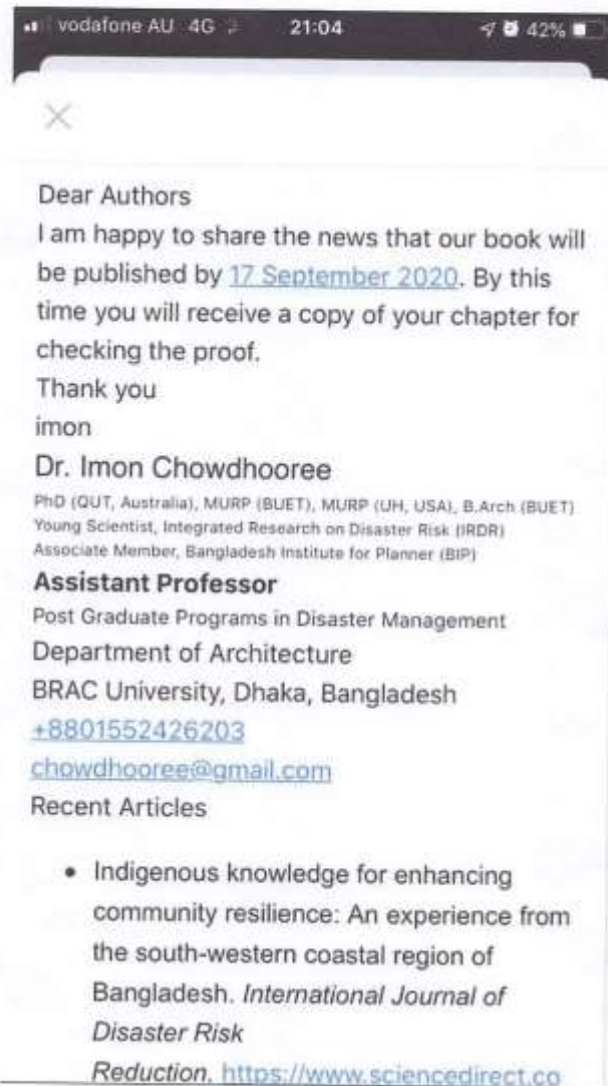 vodafone AU 4G 21:04 42%
Dear Authors
I am happy to share the news that our book will
be published by 17 September 2020. By this
time you will receive a copy of your chapter for
checking the proof.
Thank you
imon
Dr. Imon Chowdhooree
PhD (QUT, Australia), MURP (BUET), MURP (UH, USA), B.Arch (BUET)
Young Scientist, Integrated Research on Disaster Risk (IRDR)
Associate Member, Bangladesh Institute for Planner (BIP)
Assistant Professor
Post Graduate Programs in Disaster Management
Department of Architecture
BRAC University, Dhaka, Bangladesh
+8801552426203
chowdhooree@gmail.com
Recent Articles
• Indigenous knowledge for enhancing
community resilience: An experience from
the south-western coastal region of
Bangladesh. International Journal of
Disaster Risk
Reduction. https://www.sciencedirect.co